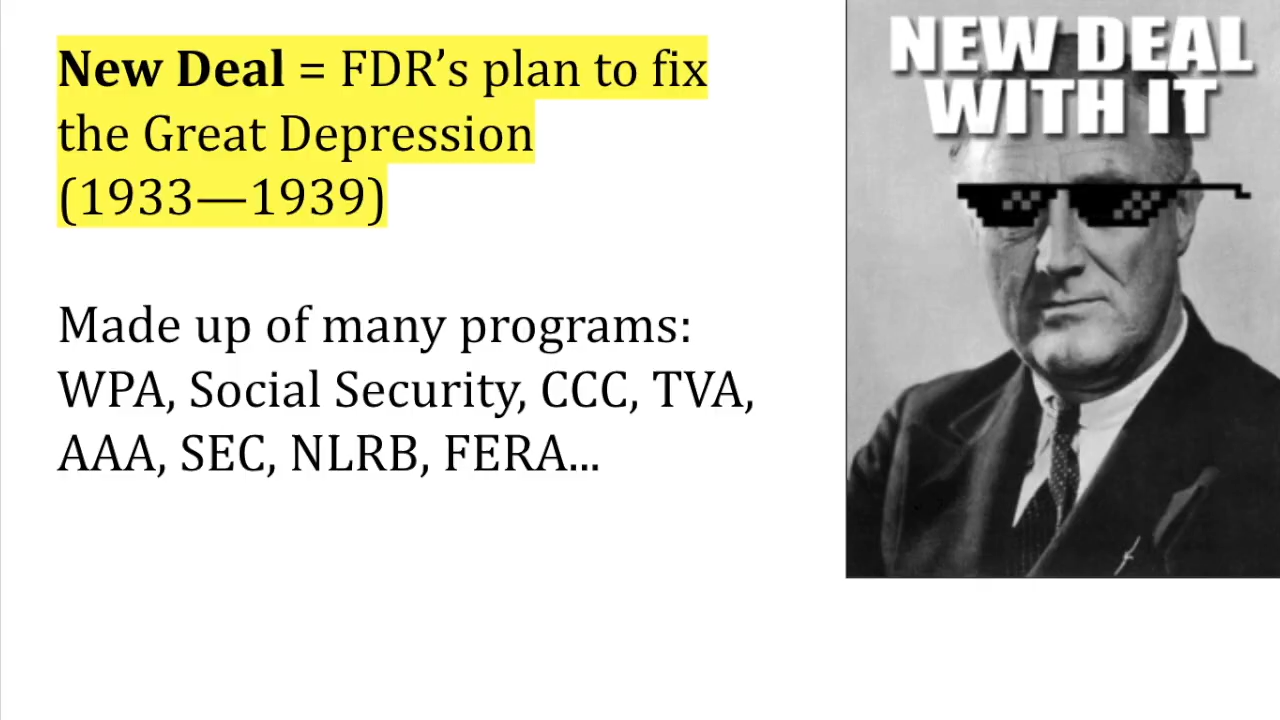 New Deal = FDR’s plan to fix
the Great Depression
(1933—1939)
Made up of many programs:
WPA, Social Security, CCC, TVA,
AAA, SEC, NLRB, FERA...
NEW DEAL
WITH IT